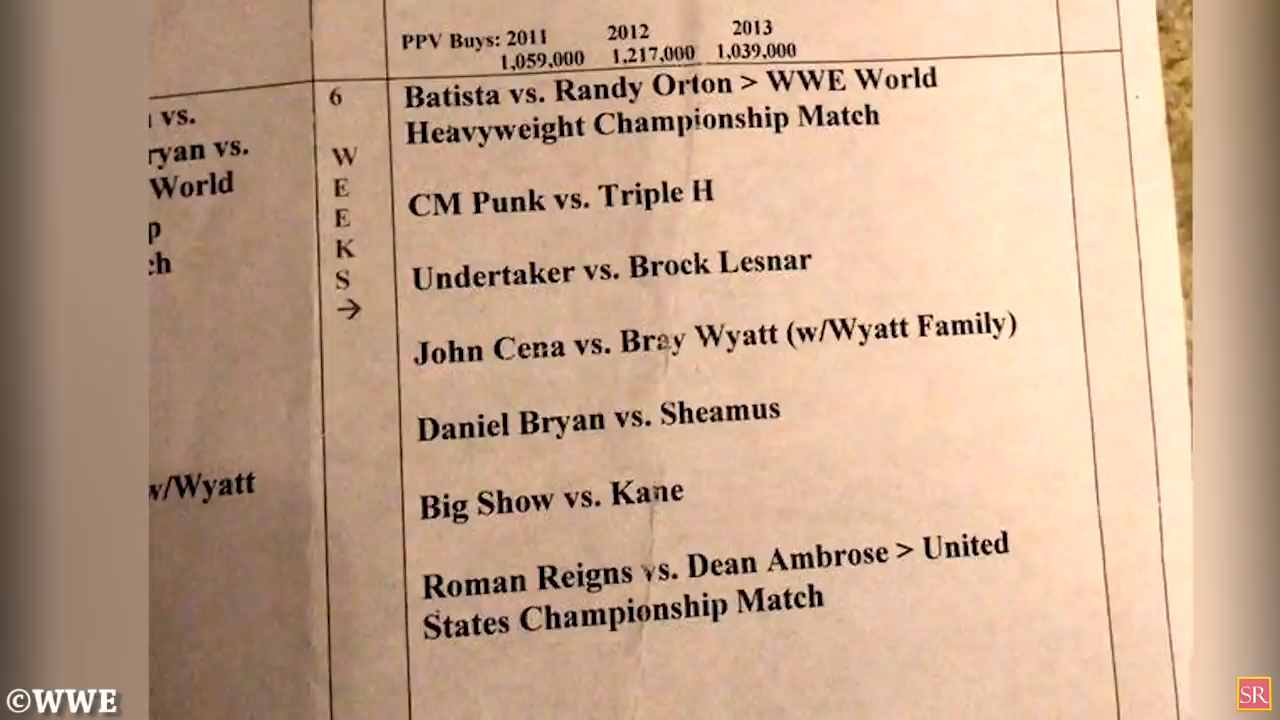 PPV Buys: 2011 2012 2013
1,059,000 1,217,000 1,039,000
vs.
ryan vs.
World
p
ch
w/Wyatt
6
W
E
E
K
S
→
Batista vs. Randy Orton > WWE World
Heavyweight Championship Match
CM Punk vs. Triple H
Undertaker vs. Brock Lesnar
John Cena vs. Bray Wyatt (w/Wyatt Family)
Daniel Bryan vs. Sheamus
Big Show vs. Kane
Roman Reigns vs. Dean Ambrose > United
States Championship Match
©WWE
SR